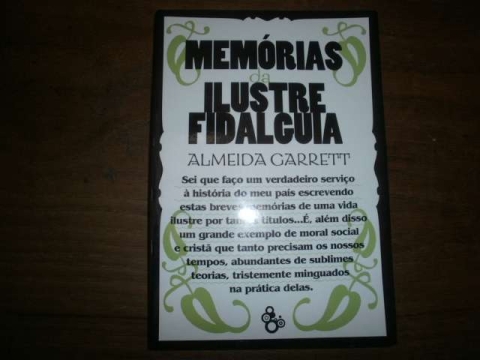 MEMÓRIAS
da
ILUSTRE
FIDALGUIA
ALMEIDA GARRETT
Sei que faço um verdadeiro serviço
à história do meu país escrevendo
estas breves memórias de uma vida
ilustre por tantos títulos...É, além disso
um grande exemplo de moral social
e cristã que tanto precisam os nossos
tempos, abundantes de sublimes
teorias, tristemente minguados
na prática delas.